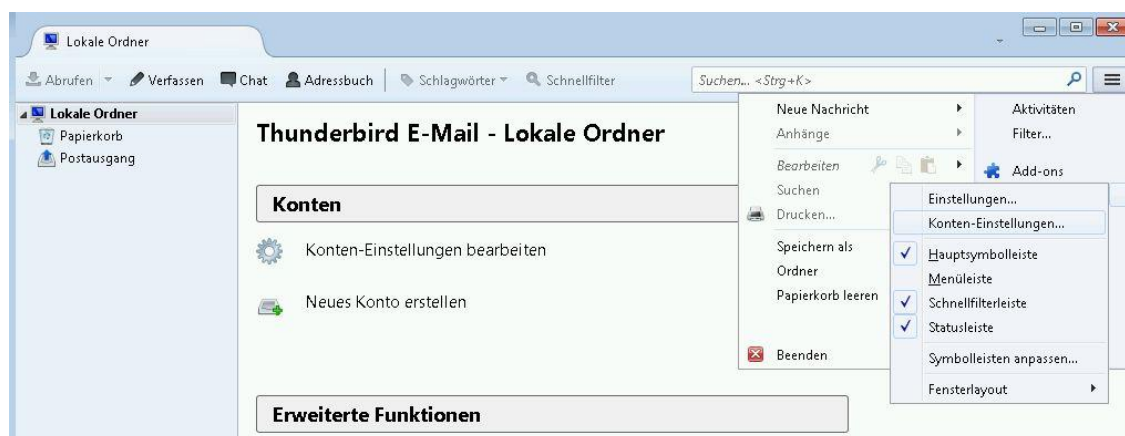 Lokale Ordner
Abrufen Verfassen Chat Adressbuch Schlagwörter Schnellfilter Suchen... <Strg+K>
Lokale Ordner
Papierkorb
Postausgang
Thunderbird E-Mail - Lokale Ordner
Konten
Konten-Einstellungen bearbeiten
Neues Konto erstellen
Erweiterte Funktionen
Neue Nachricht
Anhänge
Bearbeiten
Suchen
Drucken...
Speichern als
Ordner
Papierkorb leeren
Beenden
Aktivitäten
Filter...
Add-ons
Einstellungen...
Konten-Einstellungen...
Hauptsymbolleiste
Menüleiste
Schnellfilterleiste
Statusleiste
Symbolleisten anpassen...
Fensterlayout